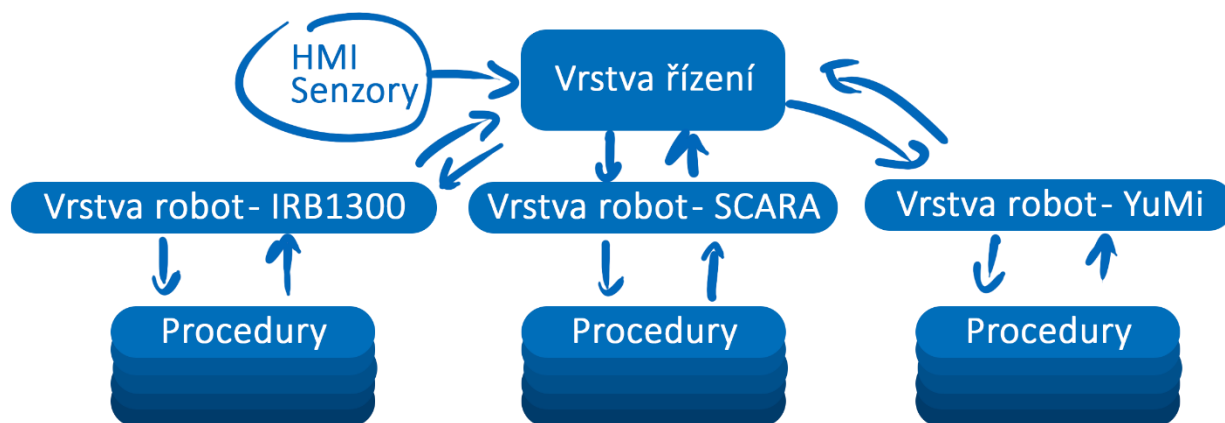 HMI
Senzory
Vrstva řízení
Vrstva robot- IRB1300
Vrstva robot- SCARA
Vrstva robot- YuMi
Procedury
Procedury
Procedury